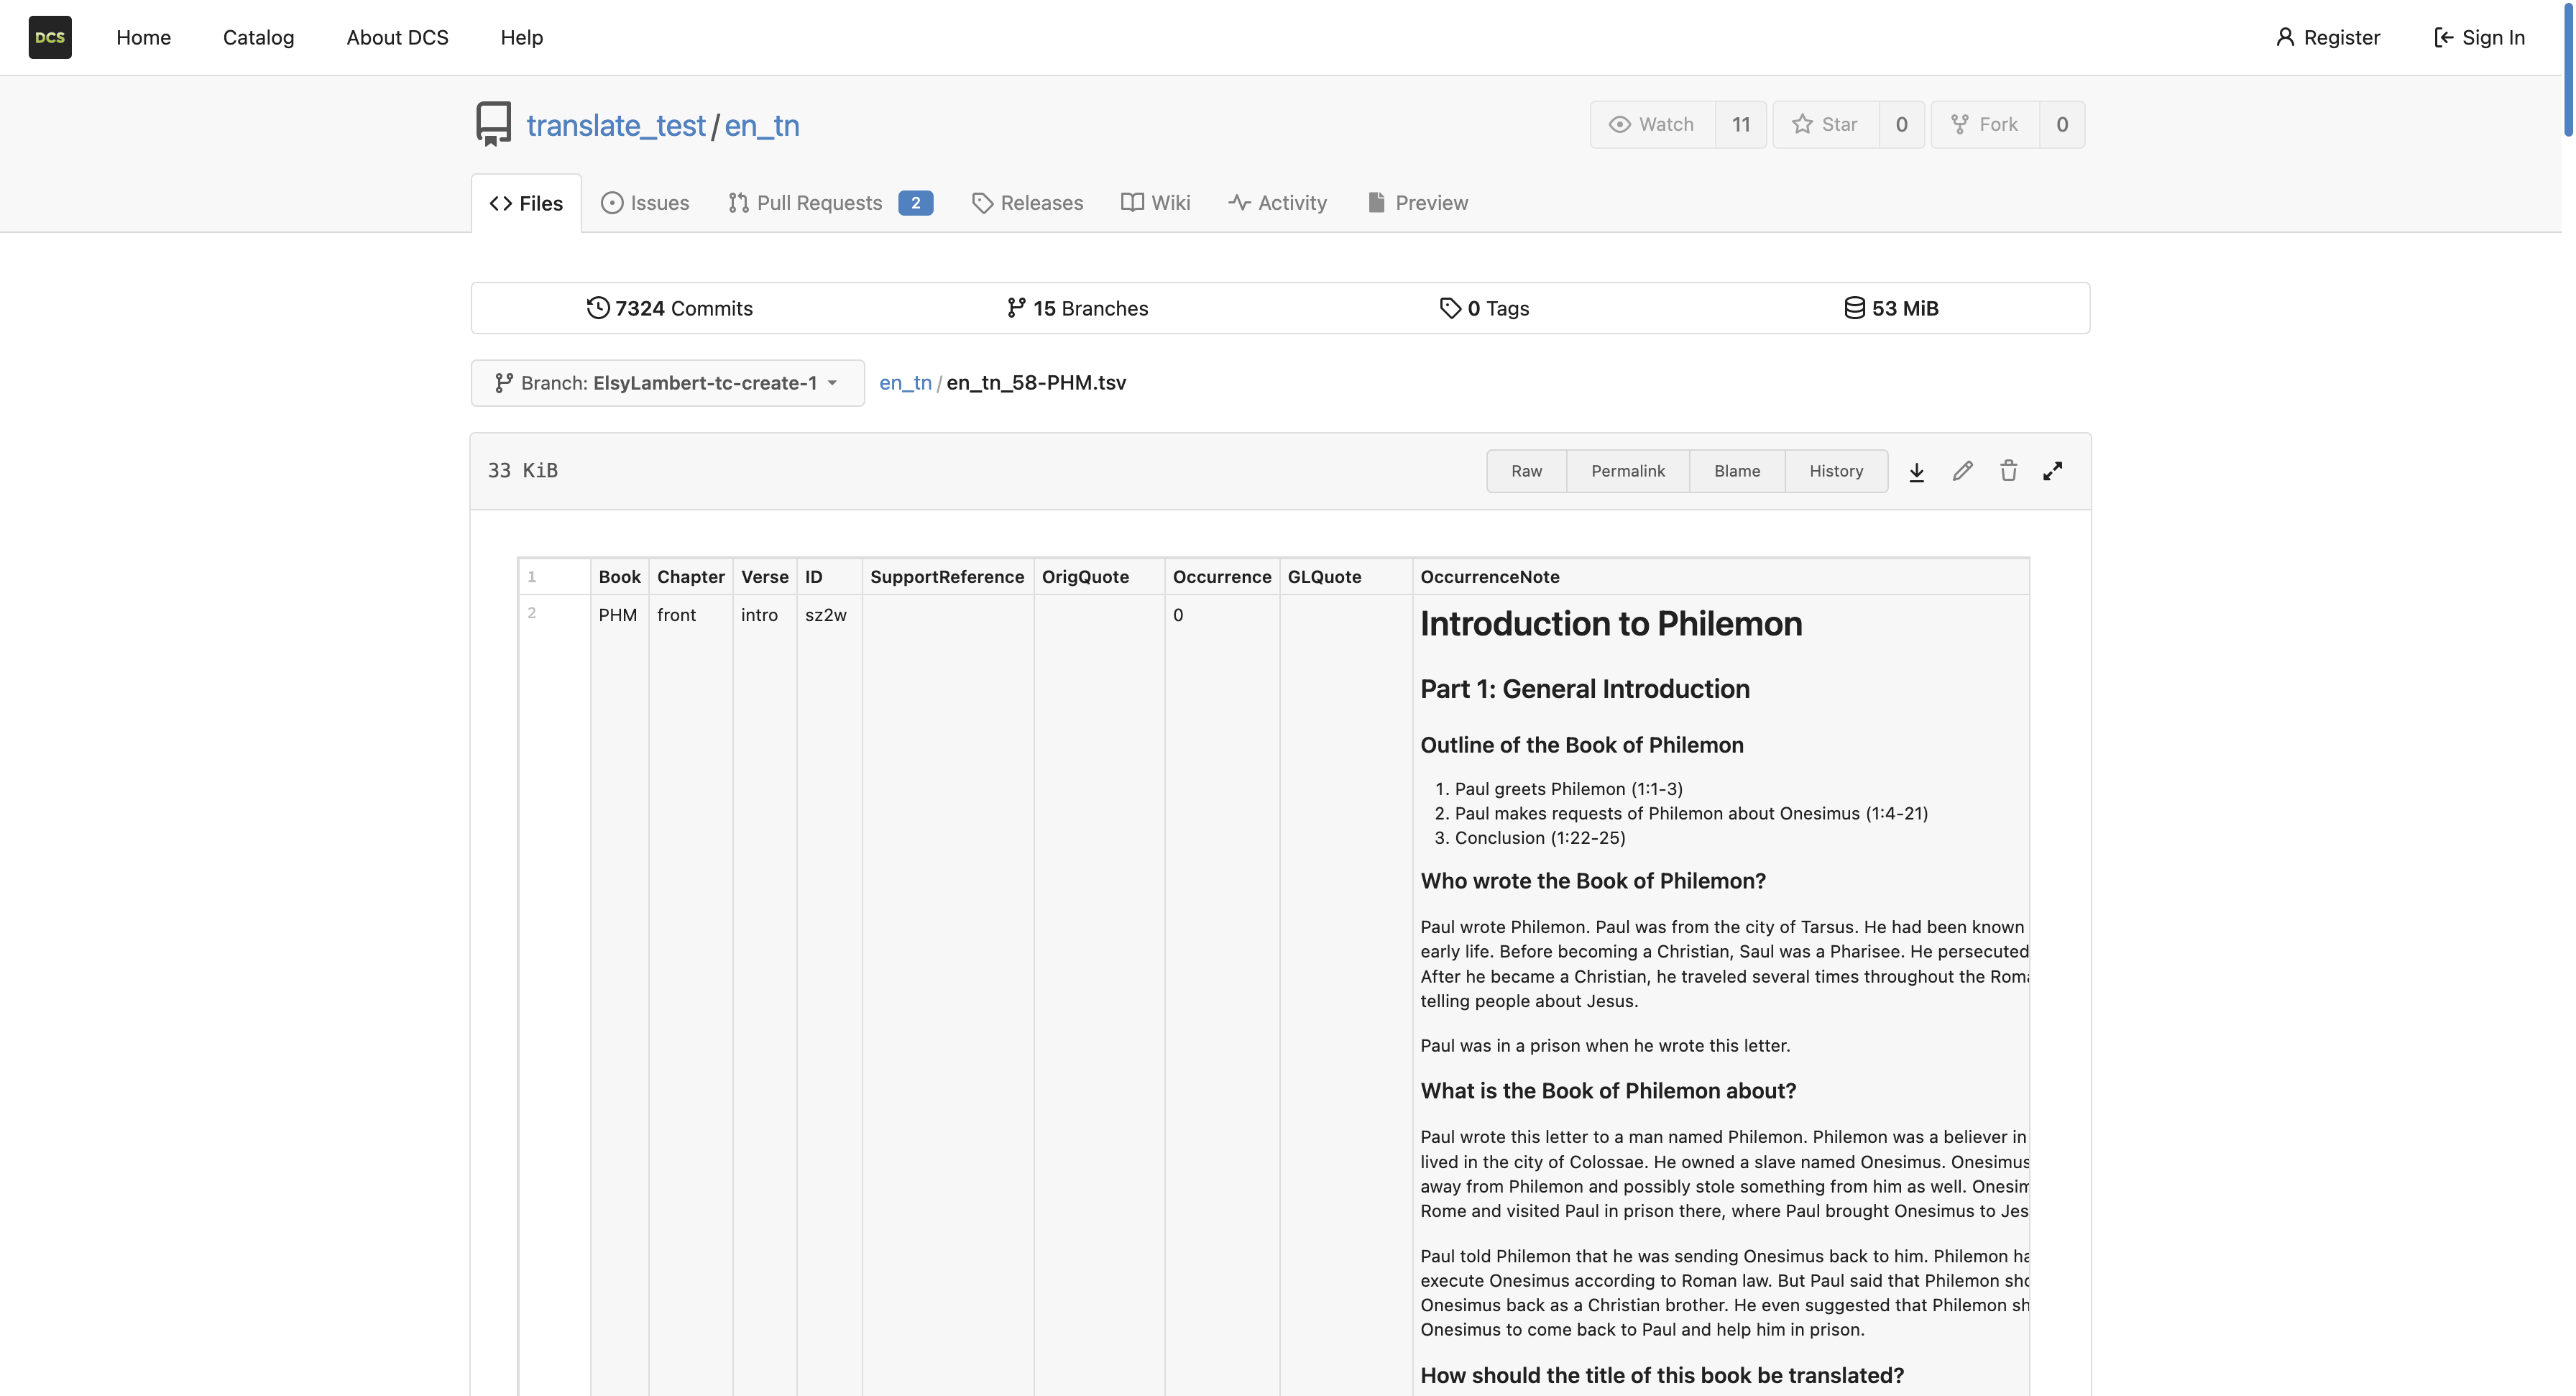 DCS Home Catalog About DCS Help Register Sign In
translate_test / en_tn Watch 11 Star 0 Fork 0
Files Issues Pull Requests 2 Releases Wiki Activity Preview
7324 Commits 15 Branches 0 Tags 53 MiB
Branch: ElsyLambert-tc-create-1 en_tn / en_tn_58-PHM.tsv
33 KiB Raw Permalink Blame History
1 Book Chapter Verse ID SupportReference OrigQuote Occurrence GLQuote OccurrenceNote
2 PHM front intro sz2w 0
Introduction to Philemon
Part 1: General Introduction
Outline of the Book of Philemon
1. Paul greets Philemon (1:1-3)
2. Paul makes requests of Philemon about Onesimus (1:4-21)
3. Conclusion (1:22-25)
Who wrote the Book of Philemon?
Paul wrote Philemon. Paul was from the city of Tarsus. He had been known
early life. Before becoming a Christian, Saul was a Pharisee. He persecuted
After he became a Christian, he traveled several times throughout the Roma
telling people about Jesus.
Paul was in a prison when he wrote this letter.
What is the Book of Philemon about?
Paul wrote this letter to a man named Philemon. Philemon was a believer in
lived in the city of Colossae. He owned a slave named Onesimus. Onesimus
away from Philemon and possibly stole something from him as well. Onesim
Rome and visited Paul in prison there, where Paul brought Onesimus to Jes
Paul told Philemon that he was sending Onesimus back to him. Philemon ha
execute Onesimus according to Roman law. But Paul said that Philemon sho
Onesimus back as a Christian brother. He even suggested that Philemon sh
Onesimus to come back to Paul and help him in prison.
How should the title of this book be translated?